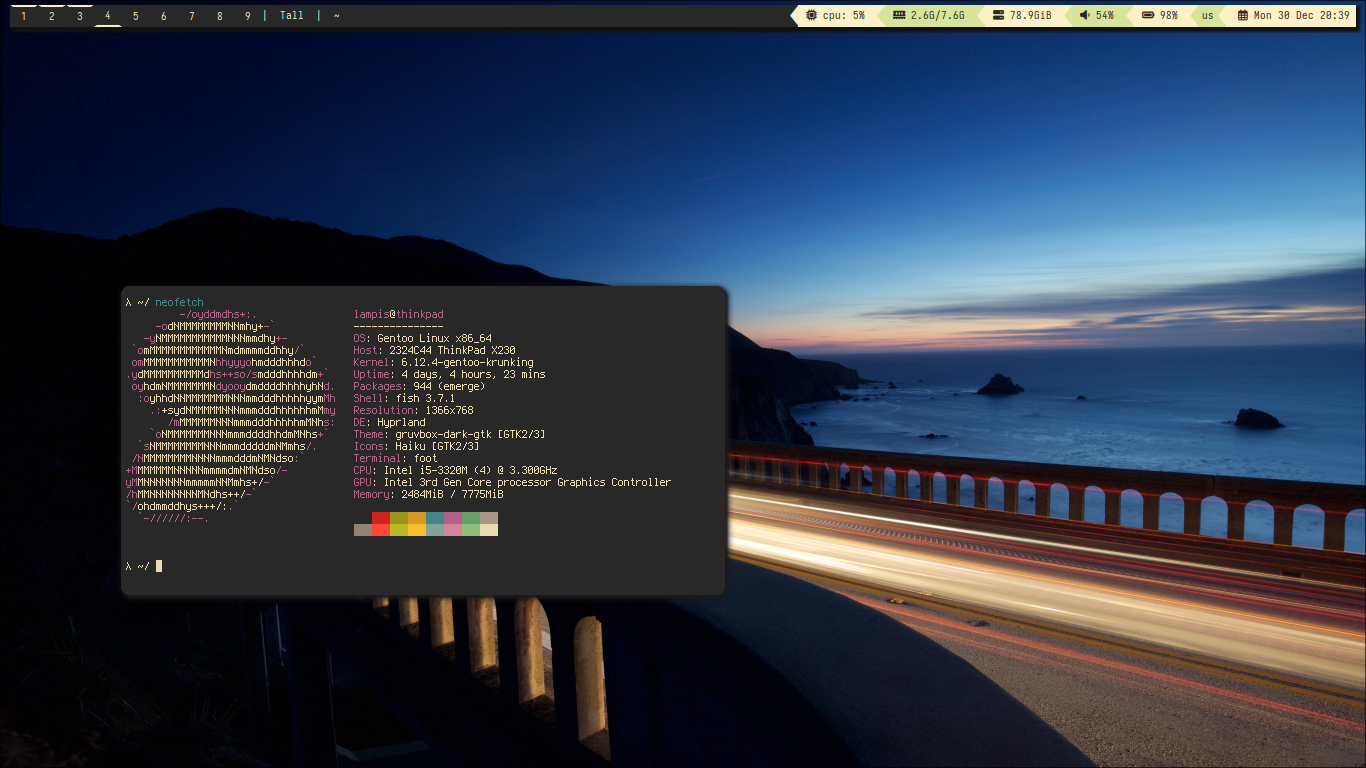 1 2 3 4 5 6 7 8 9 | Tall | ~
cpu: 5% 2.6G/7.6G 78.9GiB 54% 98% us Mon 30 Dec 20:39
λ ~/ neofetch
-/oyddmdhs+:.
lampis@thinkpad
-odNMMMMMMMMNNmhy+-`
---------------
-yNMMMMMMMMMMMNNNmmdhy+-
OS: Gentoo Linux x86_64
`omMMMMMMMMMMMMNmdmmmmddhhy/`
Host: 2324C44 ThinkPad X230
omMMMMMMMMMMMNhhyyyohmdddhhhdo`
Kernel: 6.12.4-gentoo-krunking
.ydMMMMMMMMMMdhs++so/smdddhhhhdm+`
Uptime: 4 days, 4 hours, 23 mins
oyhdmNMMMMMMMNdyooydmddddhhhhyhNd.
Packages: 944 (emerge)
:oyhhdNNMMMMMMMNNNmmdddhhhhhyymMh
Shell: fish 3.7.1
.:+sydNMMMMMNNNmmmdddhhhhhhmMmy
Resolution: 1366x768
/mMMMMMMNNNmmmdddhhhhhmMNhs:
DE: Hyprland
`oNMMMMMMMNNNmmmddddhhdmMNhs+`
Theme: gruvbox-dark-gtk [GTK2/3]
`sNMMMMMMMMNNNmmmdddddmNMmhs/.
Icons: Haiku [GTK2/3]
/NMMMMMMMMNNNNmmmdddmNMNdso:`
Terminal: foot
+MMMMMMMNNNNNmmmmdmNMNdso/-
CPU: Intel i5-3320M (4) @ 3.300GHz
yMMNNNNNNNmmmmmNNMmhs+/-`
GPU: Intel 3rd Gen Core processor Graphics Controller
/hMMNNNNNNNNMNdhs++/-`
Memory: 2484MiB / 7775MiB
`/ohdmmddhys+++/:.`
`-//////:--.
λ ~/